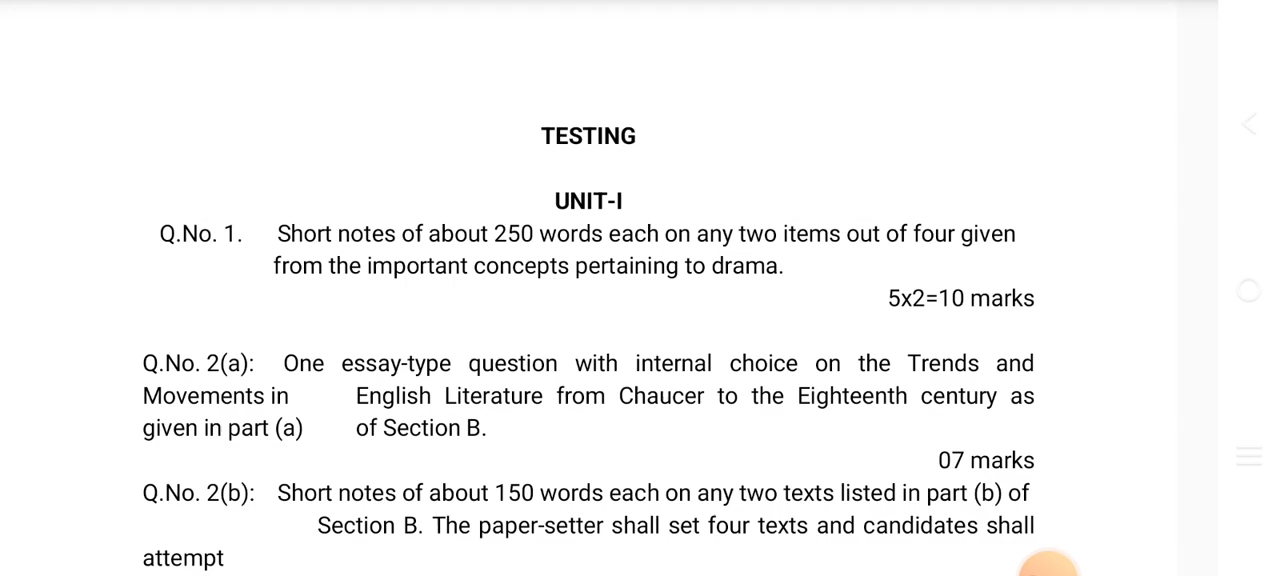 TESTING
UNIT-I
Q.No. 1. Short notes of about 250 words each on any two items out of four given
from the important concepts pertaining to drama.
5x2=10 marks
Q.No. 2(a): One essay-type question with internal choice on the Trends and
Movements in English Literature from Chaucer to the Eighteenth century as
given in part (a) of Section B.
07 marks
Q.No. 2(b): Short notes of about 150 words each on any two texts listed in part (b) of
Section B. The paper-setter shall set four texts and candidates shall
attempt